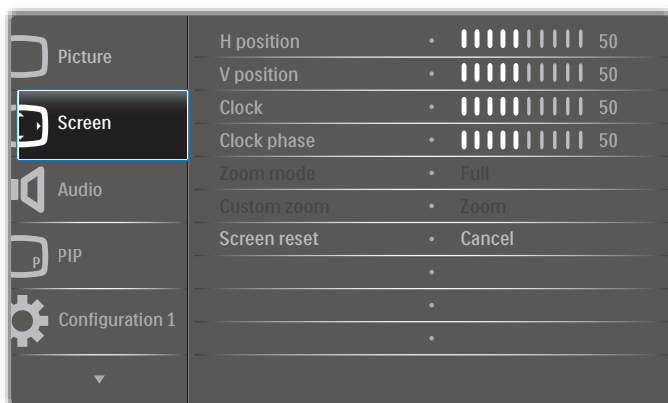 Picture
Screen
Audio
P
PIP
Configuration 1
H position • 50
V position • 50
Clock • 50
Clock phase • 50
Zoom mode • Full
Custom zoom • Zoom
Screen reset • Cancel